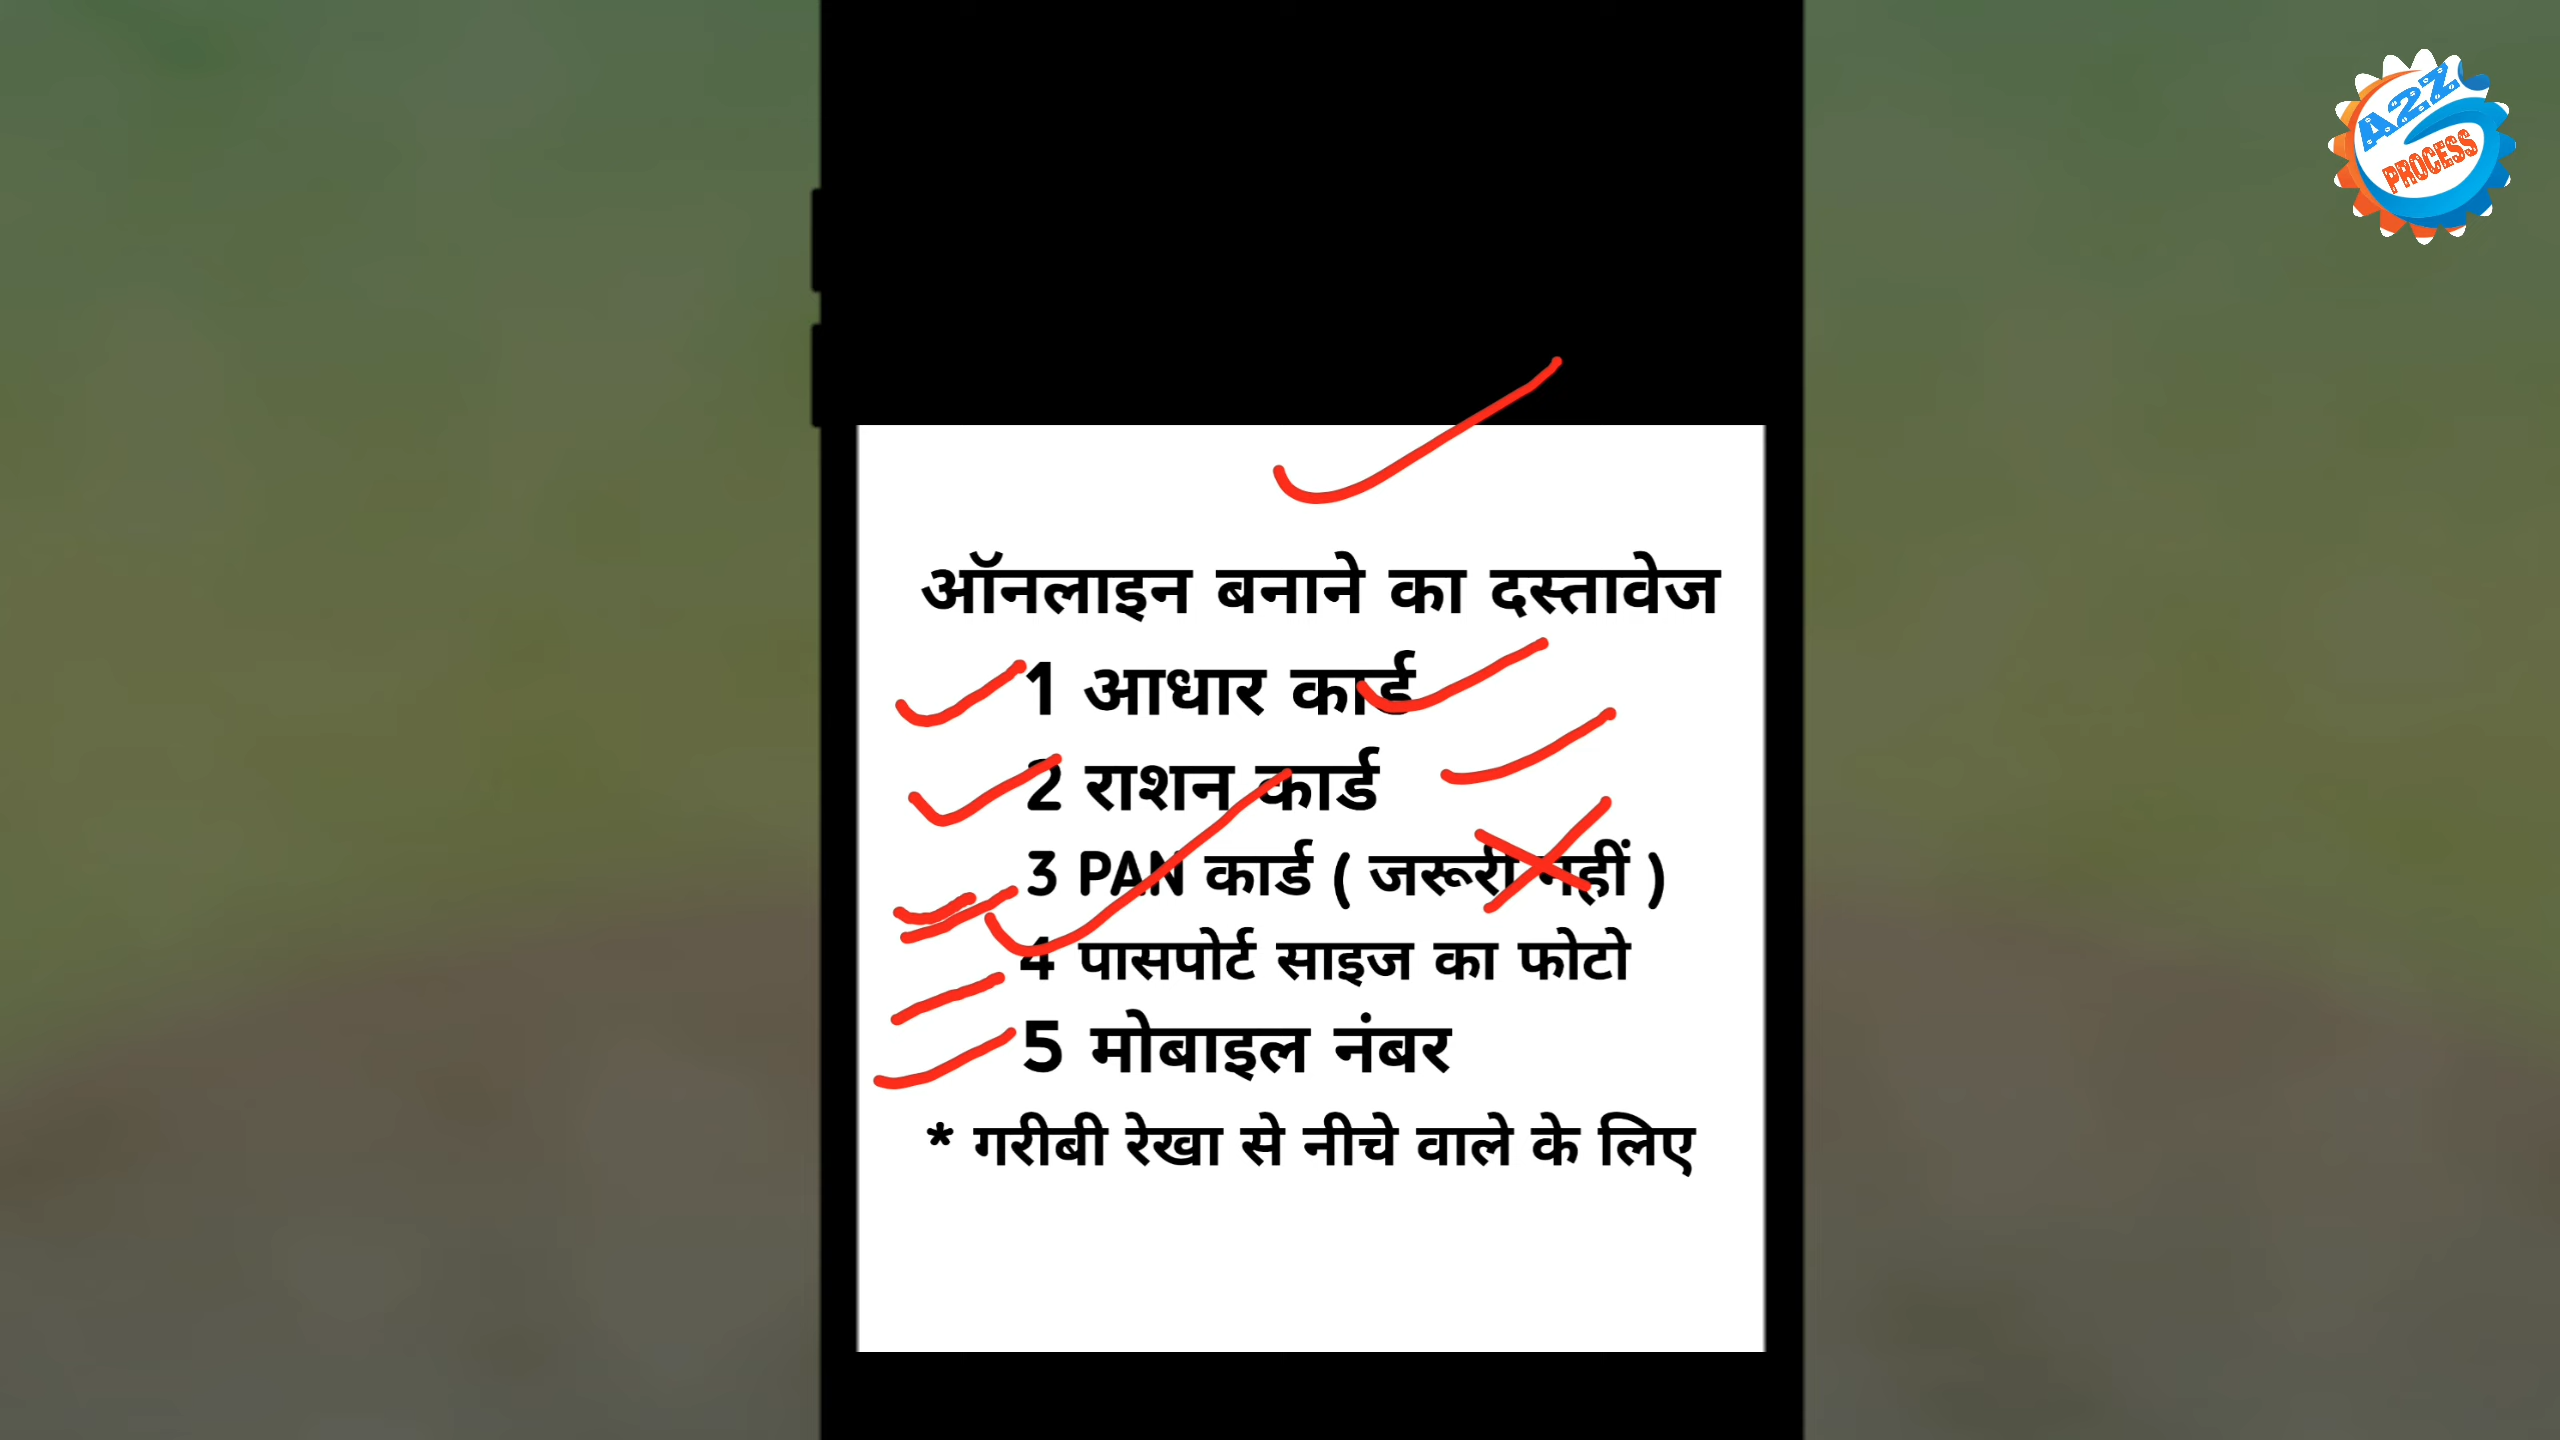 A2Z
PROCESS
ऑनलाइन बनाने का दस्तावेज
1 आधार कार्ड
2 राशन कार्ड
3 PAN कार्ड ( जरूरी नहीं )
4 पासपोर्ट साइज का फोटो
5 मोबाइल नंबर
* गरीबी रेखा से नीचे वाले के लिए